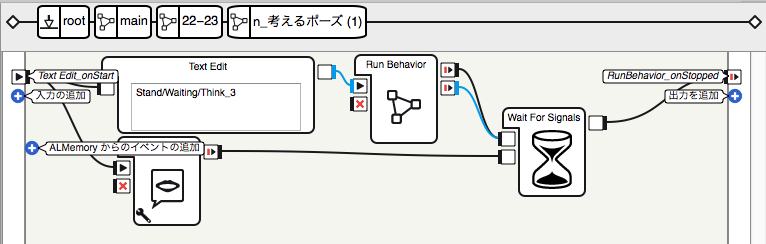 root
main
22-23
n_考えるポーズ (1)
Text Edit
Run Behavior
Text Edit_onStart
RunBehavior_onStopped
Stand/Waiting/Think_3
入力の追加
出力を追加
Wait For Signals
ALMemory からのイベントの追加